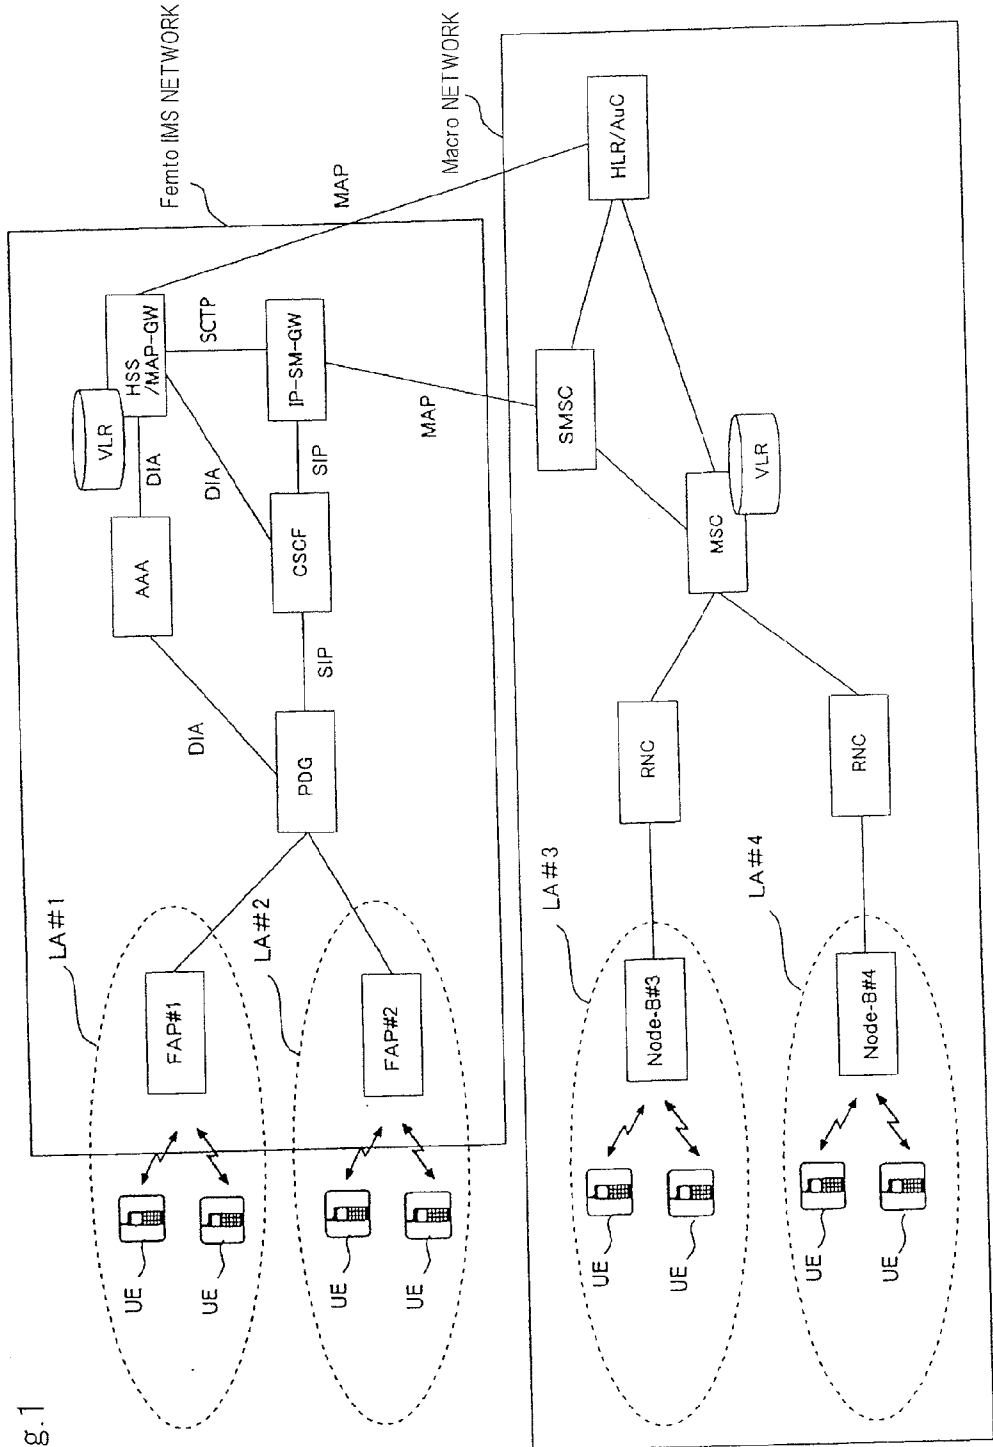 g.1
Femto IMS NETWORK
Macro NETWORK
LA#1
LA#2
UE
UE
UE
UE
FAP#1
FAP#2
PDG
DIA
SIP
AAA
CSCF
DIA
DIA
SIP
VLR
HSS
/MAP-GW
SCTP
IP-SM-GW
MAP
MAP
LA#3
LA#4
UE
UE
UE
UE
Node-B#3
Node-B#4
RNC
RNC
MSC
VLR
SMSC
HLR/AuC